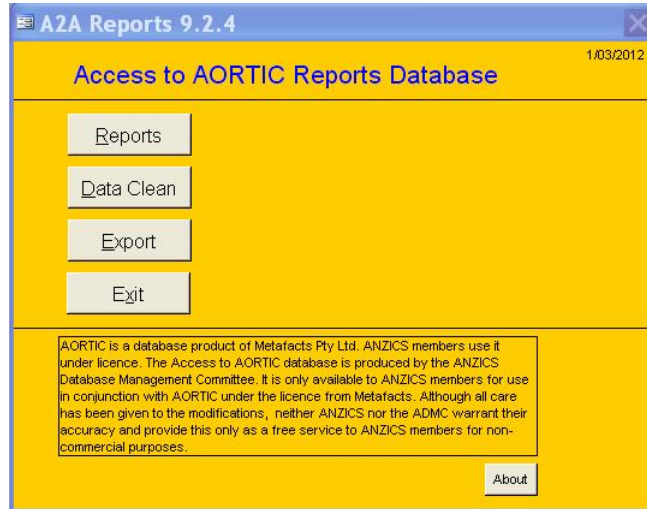 A2A Reports 9.2.4
1/03/2012
Access to AORTIC Reports Database
Reports
Data Clean
Export
Exit
AORTIC is a database product of Metafacts Pty Ltd. ANZICS members use it
under licence. The Access to AORTIC database is produced by the ANZICS
Database Management Committee. It is only available to ANZICS members for use
in conjunction with AORTIC under the licence from Metafacts. Although all care
has been given to the modifications, neither ANZICS nor the ADMC warrant their
accuracy and provide this only as a free service to ANZICS members for non-
commercial purposes.
About